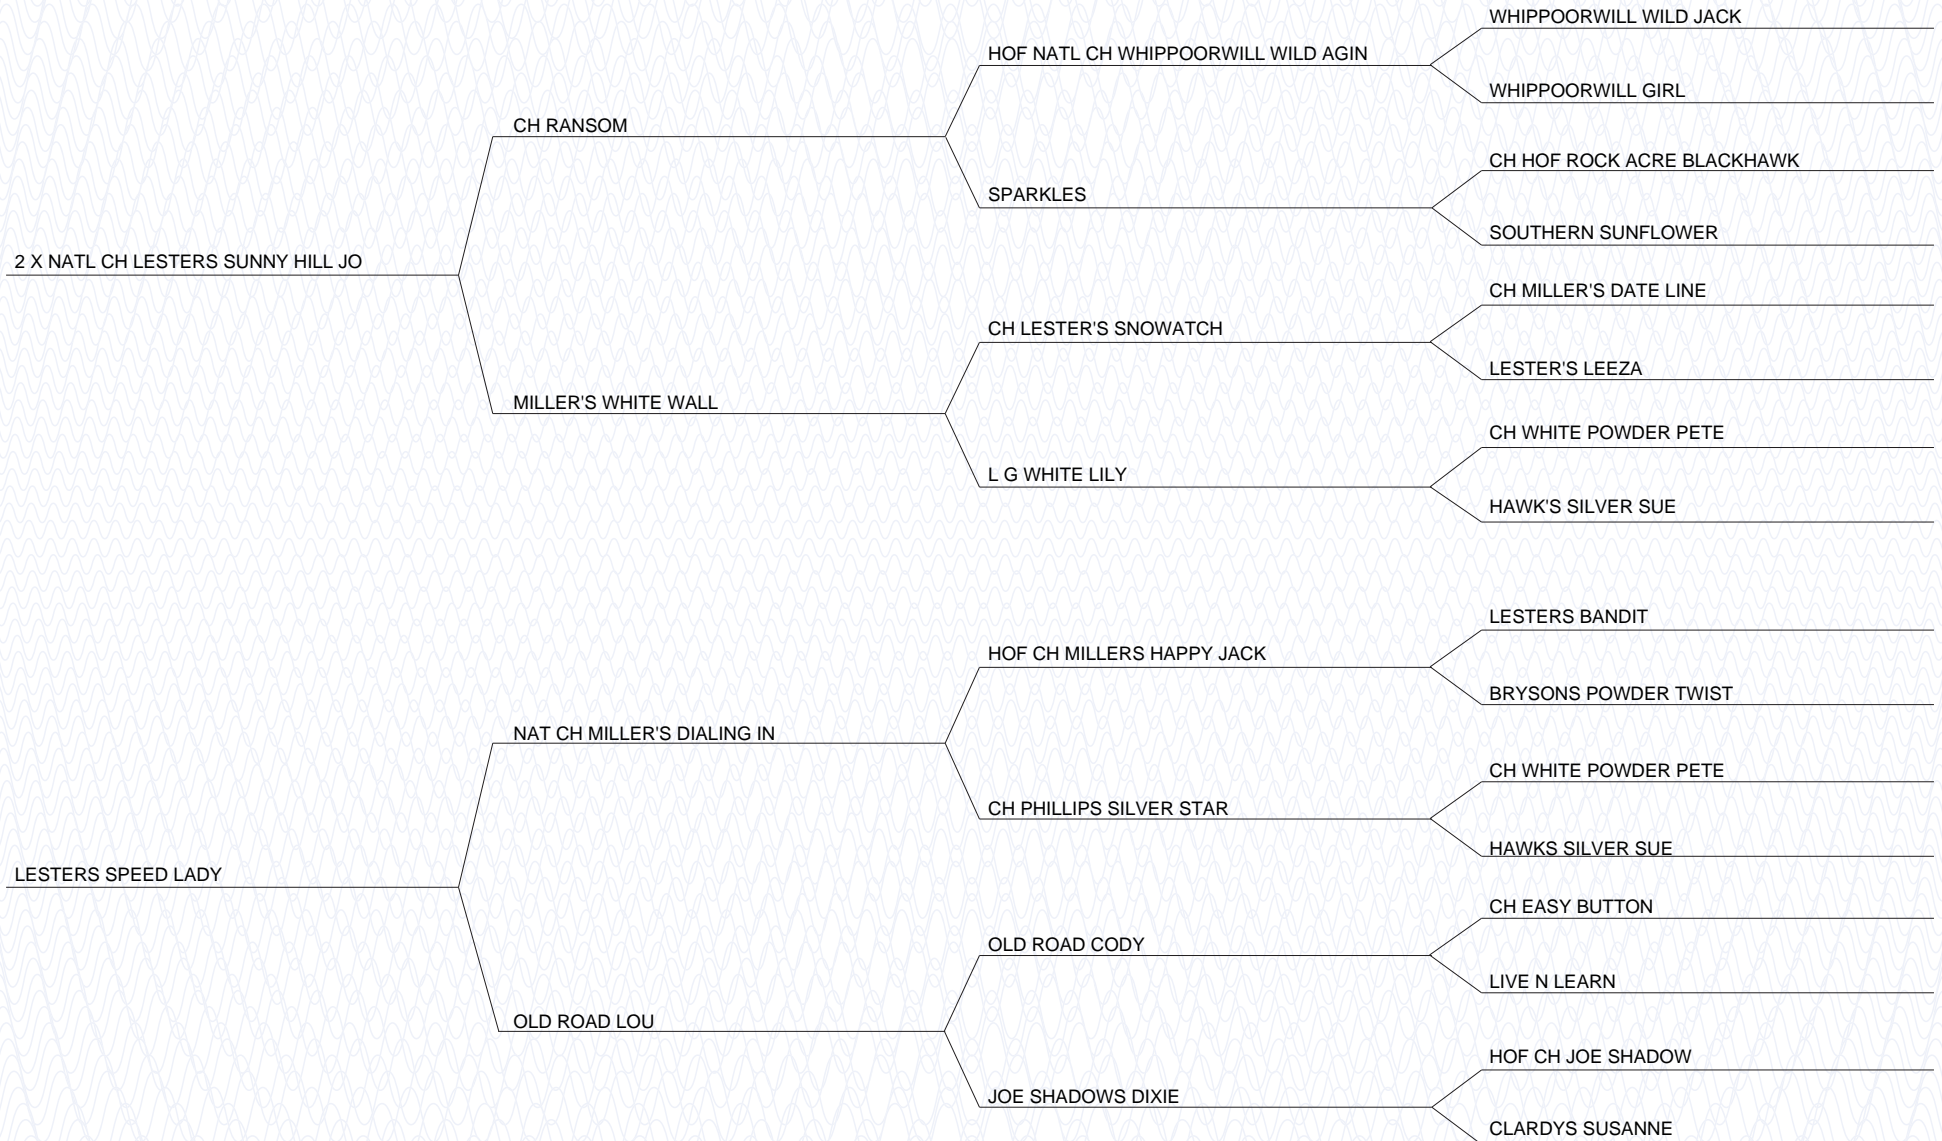 WHIPPOORWILL WILD JACK
HOF NATL CH WHIPPOORWILL WILD AGIN
WHIPPOORWILL GIRL
CH RANSOM
CH HOF ROCK ACRE BLACKHAWK
SPARKLES
SOUTHERN SUNFLOWER
2 X NATL CH LESTERS SUNNY HILL JO
CH MILLER'S DATE LINE
CH LESTER'S SNOWATCH
LESTER'S LEEZA
MILLER'S WHITE WALL
CH WHITE POWDER PETE
L G WHITE LILY
HAWK'S SILVER SUE
LESTERS BANDIT
HOF CH MILLERS HAPPY JACK
BRYSONS POWDER TWIST
NAT CH MILLER'S DIALING IN
CH WHITE POWDER PETE
CH PHILLIPS SILVER STAR
HAWKS SILVER SUE
LESTERS SPEED LADY
CH EASY BUTTON
OLD ROAD CODY
LIVE N LEARN
OLD ROAD LOU
HOF CH JOE SHADOW
JOE SHADOWS DIXIE
CLARDYS SUSANNE